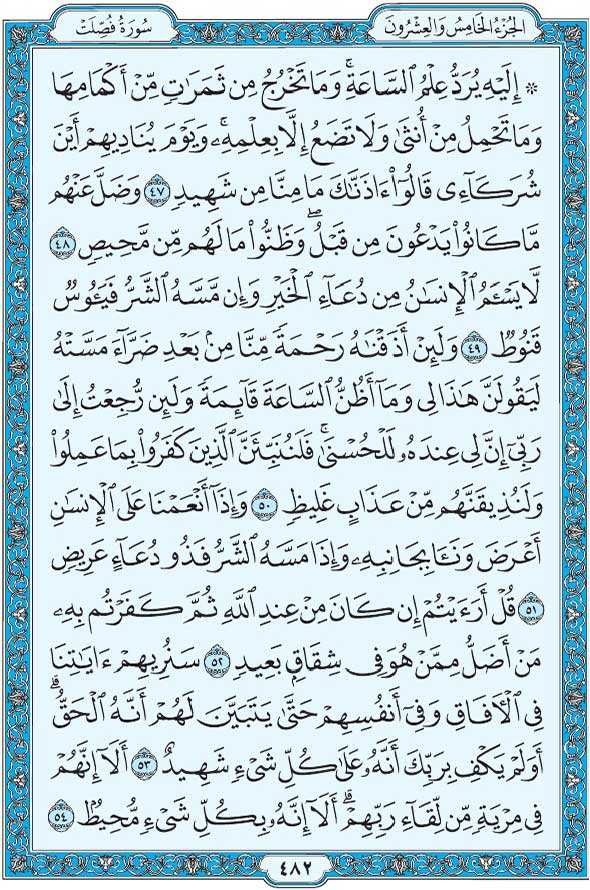 الجزء الخامس والعشرون
سورة فصلت
۞ إِلَيْهِ يُرَدُّ عِلْمُ ٱلسَّاعَةِۚ وَمَا تَخْرُجُ مِن ثَمَرَٰتٍ مِّنْ أَكْمَامِهَا
وَمَا تَحْمِلُ مِنْ أُنثَىٰ وَلَا تَضَعُ إِلَّا بِعِلْمِهِۦۚ وَيَوْمَ يُنَادِيهِمْ أَيْنَ
شُرَكَآءِى قَالُوٓا۟ ءَاذَنَّٰكَ مَا مِنَّا مِن شَهِيدٍ ٤٧ وَضَلَّ عَنْهُم
مَّا كَانُوا۟ يَدْعُونَ مِن قَبْلُۖ وَظَنُّوا۟ مَا لَهُم مِّن مَّحِيصٍ ٤٨
لَّا يَسْـَٔمُ ٱلْإِنسَٰنُ مِن دُعَآءِ ٱلْخَيْرِ وَإِن مَّسَّهُ ٱلشَّرُّ فَيَـُٔوسٌ
قَنُوطٌ ٤٩ وَلَئِنْ أَذَقْنَٰهُ رَحْمَةً مِّنَّا مِنۢ بَعْدِ ضَرَّآءَ مَسَّتْهُ
لَيَقُولَنَّ هَٰذَا لِى وَمَآ أَظُنُّ ٱلسَّاعَةَ قَآئِمَةً وَلَئِن رُّجِعْتُ إِلَىٰ
رَبِّىٓ إِنَّ لِى عِندَهُۥ لَلْحُسْنَىٰۚ فَلَنُنَبِّئَنَّ ٱلَّذِينَ كَفَرُوا۟ بِمَا عَمِلُوا۟
وَلَنُذِيقَنَّهُم مِّنْ عَذَابٍ غَلِيظٍ ٥٠ وَإِذَآ أَنْعَمْنَا عَلَى ٱلْإِنسَٰنِ
أَعْرَضَ وَنَـَٔا بِجَانِبِهِۦ وَإِذَا مَسَّهُ ٱلشَّرُّ فَذُو دُعَآءٍ عَرِيضٍ
٥١ قُلْ أَرَءَيْتُمْ إِن كَانَ مِنْ عِندِ ٱللَّهِ ثُمَّ كَفَرْتُم بِهِۦ
مَنْ أَضَلُّ مِمَّنْ هُوَ فِى شِقَاقٍۭ بَعِيدٍ ٥٢ سَنُرِيهِمْ ءَايَٰتِنَا
فِى ٱلْءَافَاقِ وَفِىٓ أَنفُسِهِمْ حَتَّىٰ يَتَبَيَّنَ لَهُمْ أَنَّهُ ٱلْحَقُّۗ
أَوَلَمْ يَكْفِ بِرَبِّكَ أَنَّهُۥ عَلَىٰ كُلِّ شَىْءٍ شَهِيدٌ ٥٣ أَلَآ إِنَّهُمْ
فِى مِرْيَةٍ مِّن لِّقَآءِ رَبِّهِمْۗ أَلَآ إِنَّهُۥ بِكُلِّ شَىْءٍ مُّحِيطٌۢ ٥٤
٤٨٢